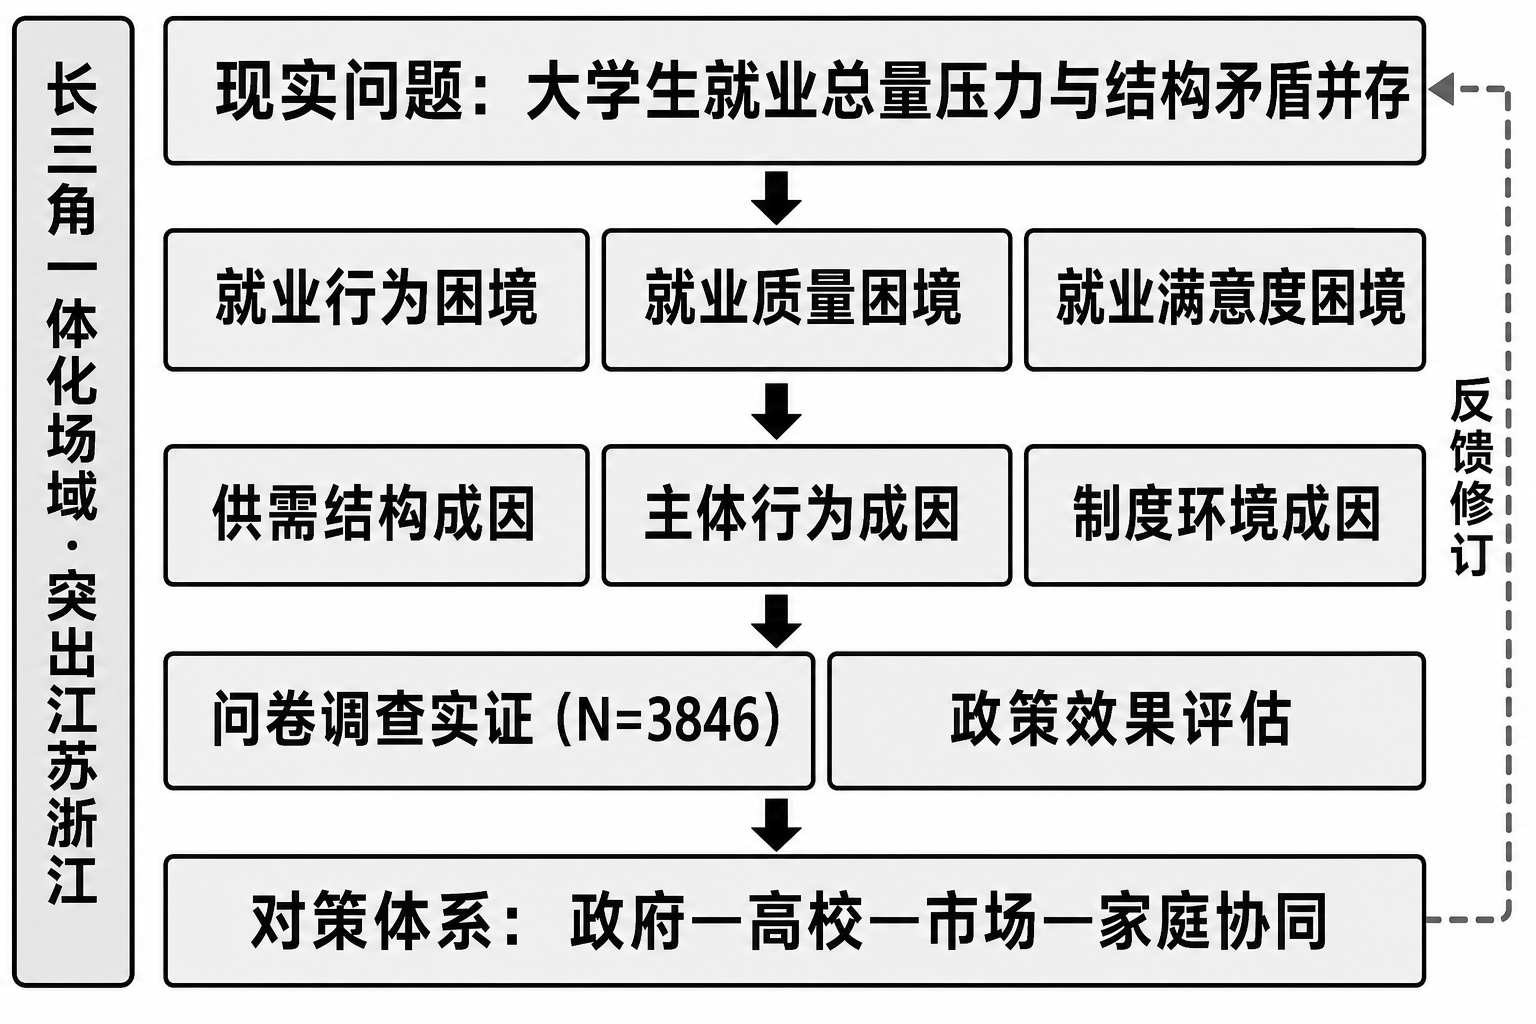 长三角一体化场域·突出江苏浙江
现实问题：大学生就业总量压力与结构矛盾并存
就业行为困境
就业质量困境
就业满意度困境
供需结构成因
主体行为成因
制度环境成因
问卷调查实证 (N=3846)
政策效果评估
对策体系：政府—高校—市场—家庭协同
反馈修订